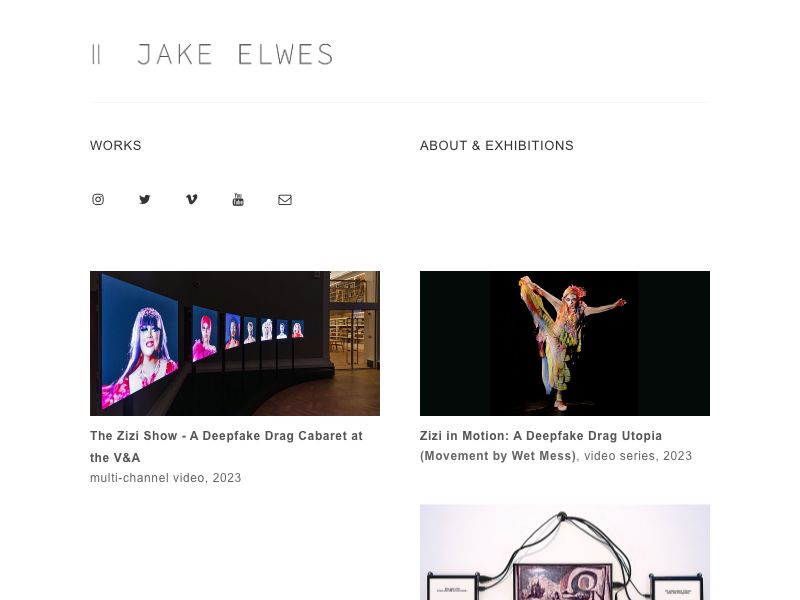 || JAKE ELWES
WORKS
ABOUT & EXHIBITIONS
The Zizi Show - A Deepfake Drag Cabaret at
the V&A
multi-channel video, 2023
Zizi in Motion: A Deepfake Drag Utopia
(Movement by Wet Mess), video series, 2023